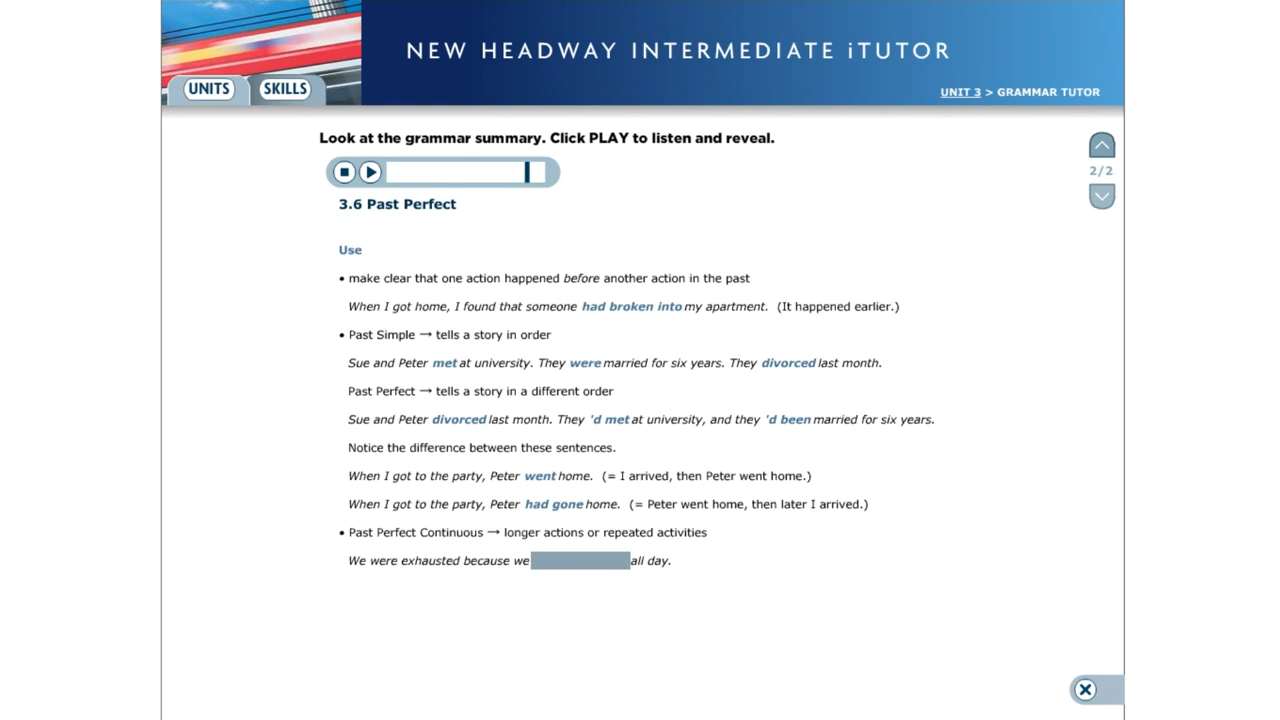 NEW HEADWAY INTERMEDIATE iTUTOR
UNITS SKILLS
UNIT 3 > GRAMMAR TUTOR
Look at the grammar summary. Click PLAY to listen and reveal.
2/2
3.6 Past Perfect
Use
• make clear that one action happened before another action in the past
When I got home, I found that someone had broken into my apartment. (It happened earlier.)
• Past Simple → tells a story in order
Sue and Peter met at university. They were married for six years. They divorced last month.
Past Perfect → tells a story in a different order
Sue and Peter divorced last month. They 'd met at university, and they 'd been married for six years.
Notice the difference between these sentences.
When I got to the party, Peter went home. (= I arrived, then Peter went home.)
When I got to the party, Peter had gone home. (= Peter went home, then later I arrived.)
• Past Perfect Continuous → longer actions or repeated activities
We were exhausted because we all day.